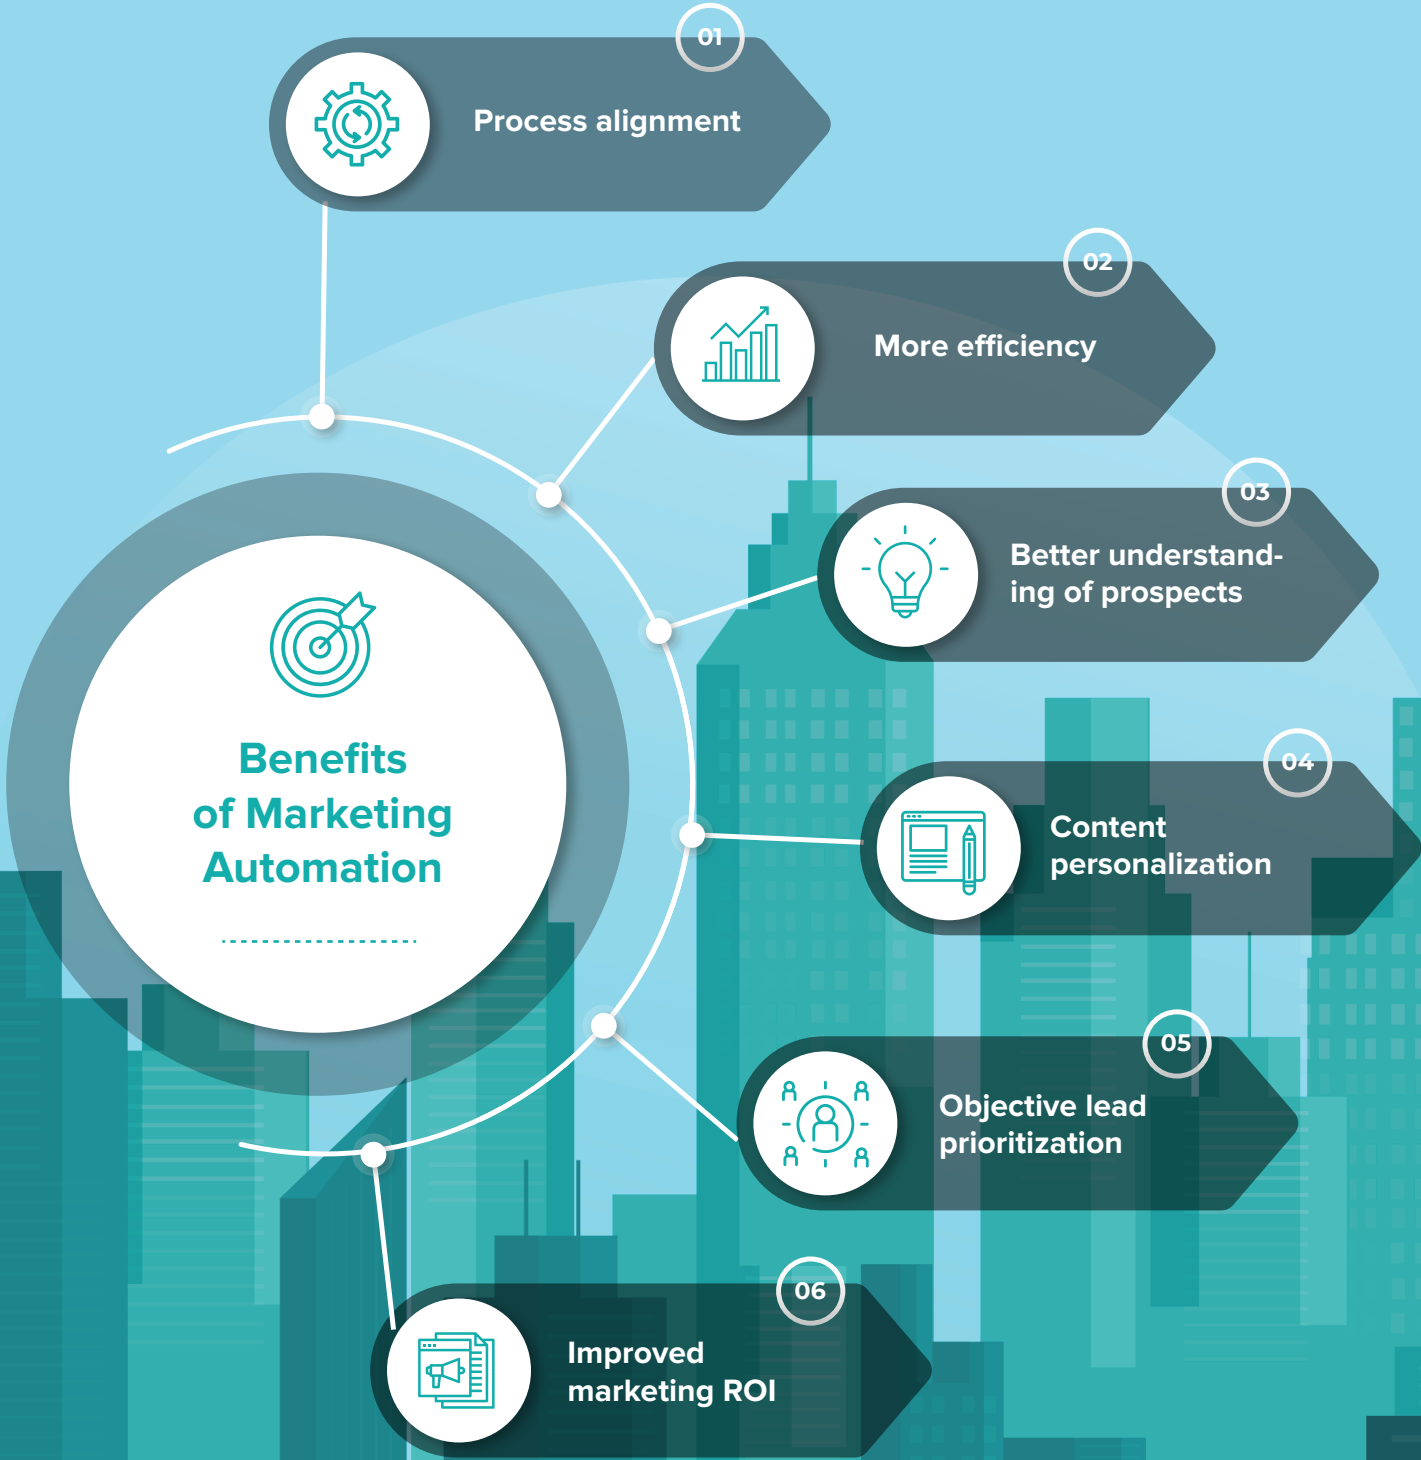 01
Process alignment
02
More efficiency
03
Better understand-
ing of prospects
Benefits
of Marketing
Automation
04
Content
personalization
05
Objective lead
prioritization
06
Improved
marketing ROI